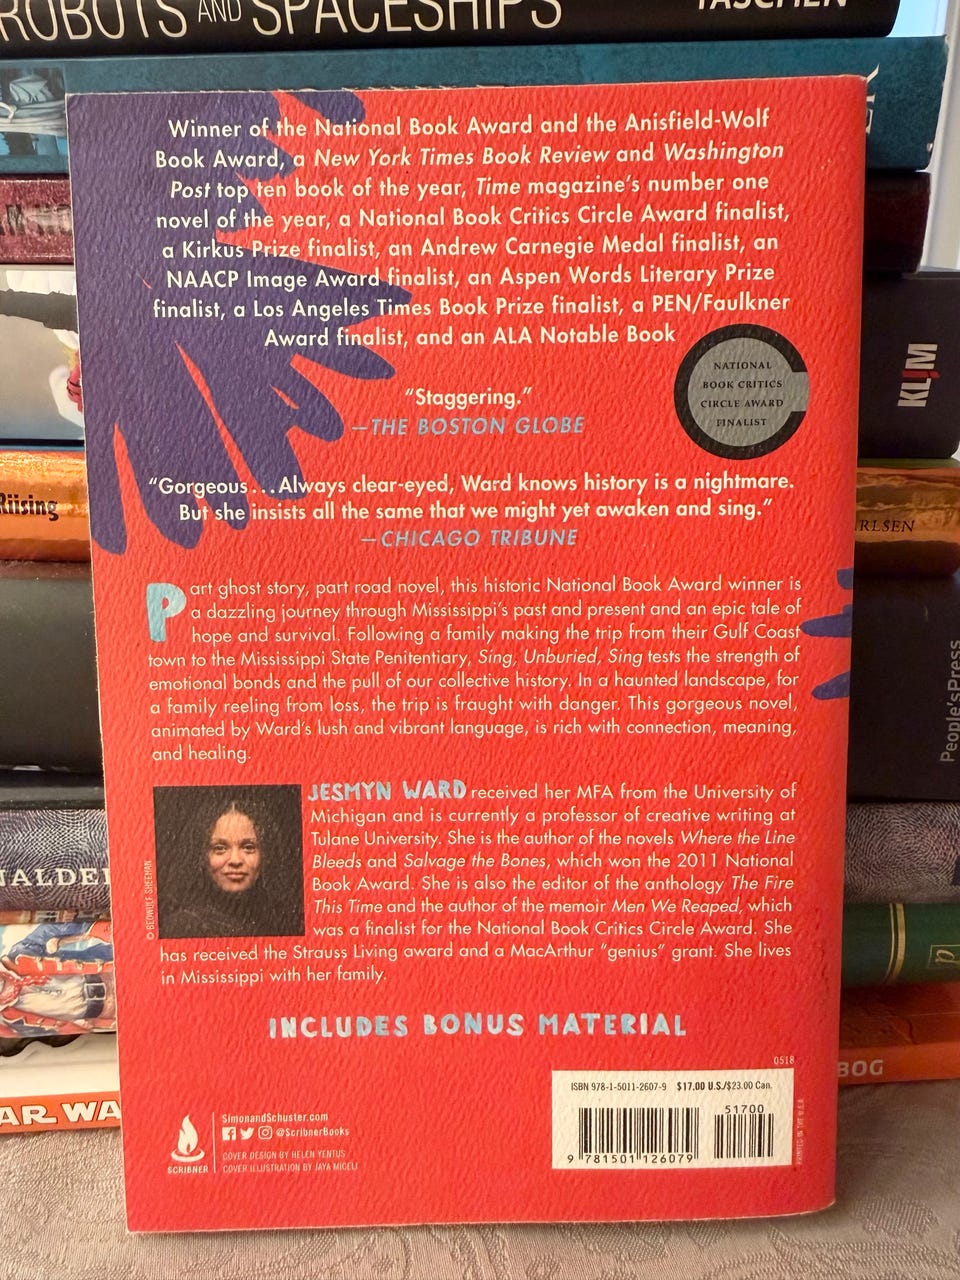 ROBOTS AND SPACESHIPS
TASCHEN
Winner of the National Book Award and the Anisfield-Wolf
Book Award, a New York Times Book Review and Washington
Post top ten book of the year, Time magazine's number one
novel of the year, a National Book Critics Circle Award finalist,
a Kirkus Prize finalist, an Andrew Carnegie Medal finalist, an
NAACP Image Award finalist, an Aspen Words Literary Prize
finalist, a Los Angeles Times Book Prize finalist, a PEN/Faulkner
Award finalist, and an ALA Notable Book
NATIONAL
BOOK CRITICS
CIRCLE AWARD
FINALIST
"Staggering."
—THE BOSTON GLOBE
"Gorgeous...Always clear-eyed, Ward knows history is a nightmare.
But she insists all the same that we might yet awaken and sing."
—CHICAGO TRIBUNE
Part ghost story, part road novel, this historic National Book Award winner is
a dazzling journey through Mississippi's past and present and an epic tale of
hope and survival. Following a family making the trip from their Gulf Coast
town to the Mississippi State Penitentiary, Sing, Unburied, Sing tests the strength of
emotional bonds and the pull of our collective history. In a haunted landscape, for
a family reeling from loss, the trip is fraught with danger. This gorgeous novel,
animated by Ward's lush and vibrant language, is rich with connection, meaning,
and healing.
© BEOWULF SHEEHAN
JESMYN WARD received her MFA from the University of
Michigan and is currently a professor of creative writing at
Tulane University. She is the author of the novels Where the Line
Bleeds and Salvage the Bones, which won the 2011 National
Book Award. She is also the editor of the anthology The Fire
This Time and the author of the memoir Men We Reaped, which
was a finalist for the National Book Critics Circle Award. She
has received the Strauss Living award and a MacArthur "genius" grant. She lives
in Mississippi with her family.
INCLUDES BONUS MATERIAL
0518
ISBN 978-1-5011-2607-9 $17.00 U.S./$23.00 Can.
51700
9 781501 126079
PRINTED IN THE U.S.A.
SCRIBNER
SimonandSchuster.com
@ScribnerBooks
COVER DESIGN BY HELEN YENTUS
COVER ILLUSTRATION BY JAYA MICELI
KLIM
Riising
RLSEN
People'sPress
NALDE
BOG
AR WA